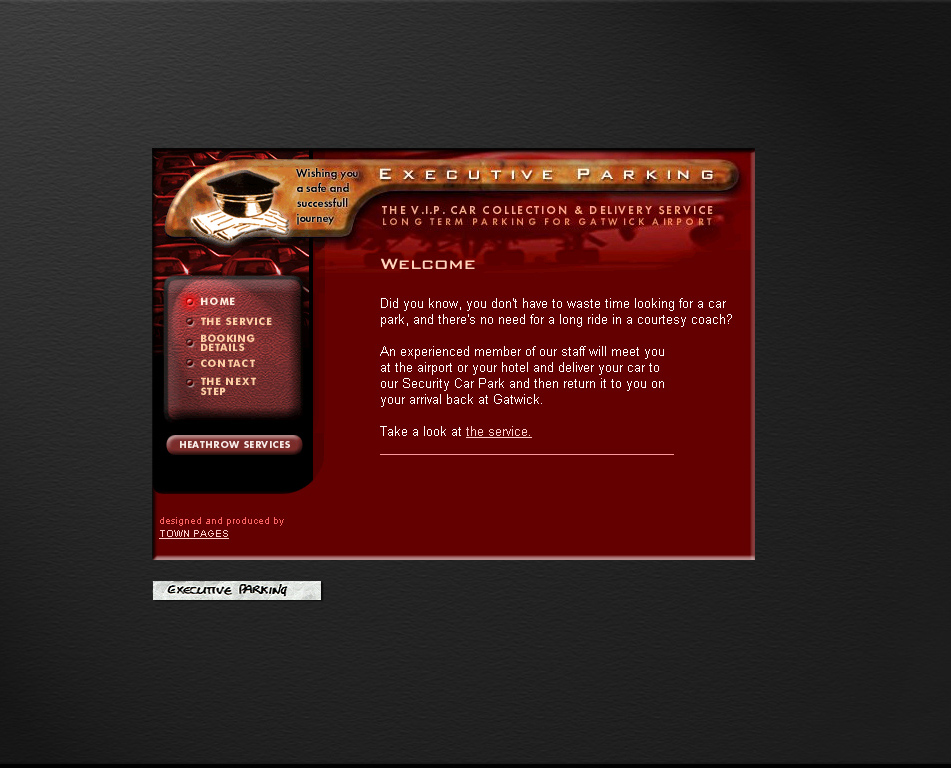 Wishing you
a safe and
successfull
journey
EXECUTIVE PARKING
THE V.I.P. CAR COLLECTION & DELIVERY SERVICE
LONG TERM PARKING FOR GATWICK AIRPORT
WELCOME
HOME
THE SERVICE
BOOKING
DETAILS
CONTACT
THE NEXT
STEP
HEATHROW SERVICES
Did you know, you don't have to waste time looking for a car
park, and there's no need for a long ride in a courtesy coach?
An experienced member of our staff will meet you
at the airport or your hotel and deliver your car to
our Security Car Park and then return it to you on
your arrival back at Gatwick.
Take a look at the service.
designed and produced by
TOWN PAGES
EXECUTIVE PARKING